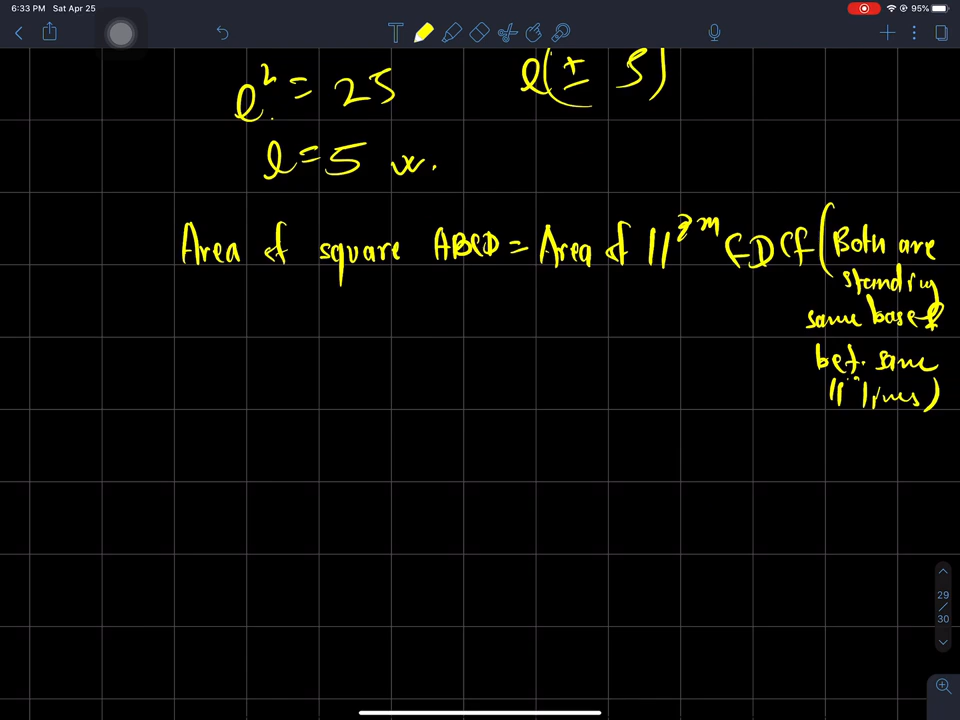 6:33 PM Sat Apr 25
95%
l² = 25
l(± 5)
l = 5
Area of square ABCD = Area of ||gm EDCF (Both are
standing
same base &
bet. same
|| lines)
29
/
30